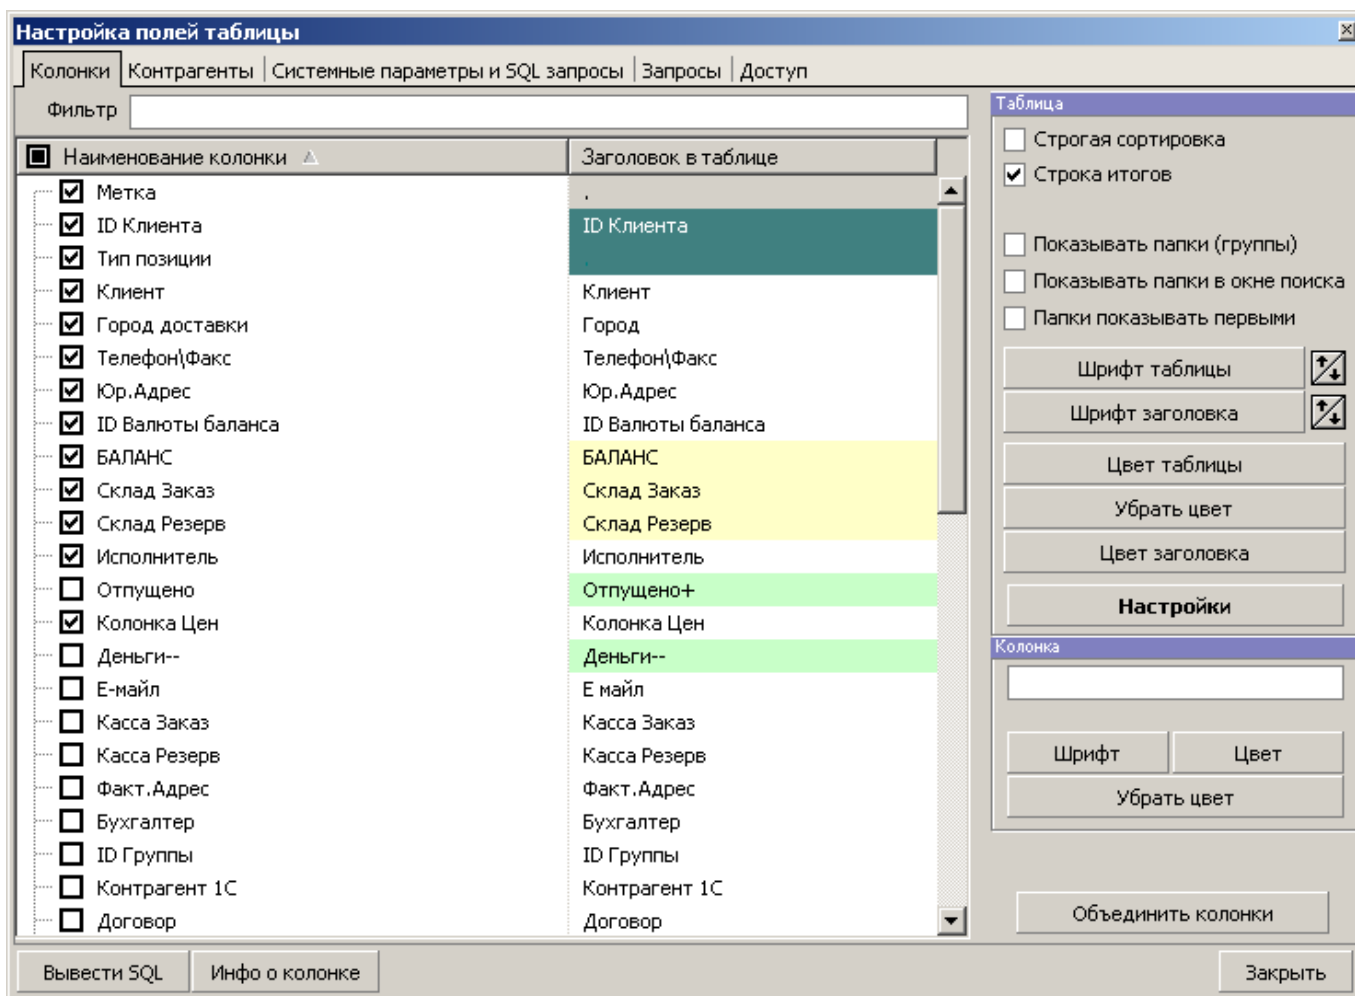 Настройка полей таблицы
Колонки Контрагенты Системные параметры и SQL запросы Запросы Доступ
Фильтр
Наименование колонки Заголовок в таблице
Метка .
ID Клиента ID Клиента
Тип позиции .
Клиент Клиент
Город доставки Город
Телефон\Факс Телефон\Факс
Юр.Адрес Юр.Адрес
ID Валюты баланса ID Валюты баланса
БАЛАНС БАЛАНС
Склад Заказ Склад Заказ
Склад Резерв Склад Резерв
Исполнитель Исполнитель
Отпущено Отпущено+
Колонка Цен Колонка Цен
Деньги-- Деньги--
Е-майл Е майл
Касса Заказ Касса Заказ
Касса Резерв Касса Резерв
Факт.Адрес Факт.Адрес
Бухгалтер Бухгалтер
ID Группы ID Группы
Контрагент 1С Контрагент 1С
Договор Договор
Таблица
Строгая сортировка
Строка итогов
Показывать папки (группы)
Показывать папки в окне поиска
Папки показывать первыми
Шрифт таблицы
Шрифт заголовка
Цвет таблицы
Убрать цвет
Цвет заголовка
Настройки
Колонка
Шрифт Цвет
Убрать цвет
Объединить колонки
Вывести SQL Инфо о колонке Закрыть